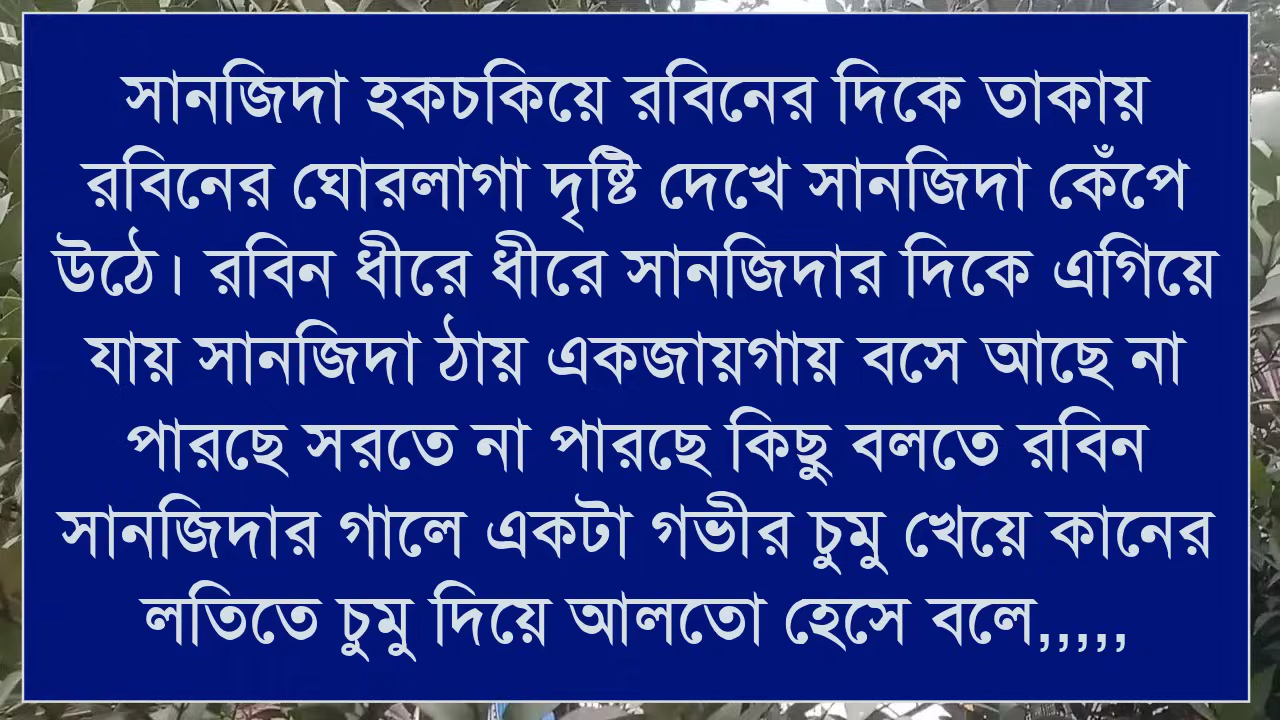 সানজিদা হকচকিয়ে রবিনের দিকে তাকায়
রবিনের ঘোরলাগা দৃষ্টি দেখে সানজিদা কেঁপে
উঠে। রবিন ধীরে ধীরে সানজিদার দিকে এগিয়ে
যায় সানজিদা ঠায় একজায়গায় বসে আছে না
পারছে সরতে না পারছে কিছু বলতে রবিন
সানজিদার গালে একটা গভীর চুমু খেয়ে কানের
লতিতে চুমু দিয়ে আলতো হেসে বলে,,,,,